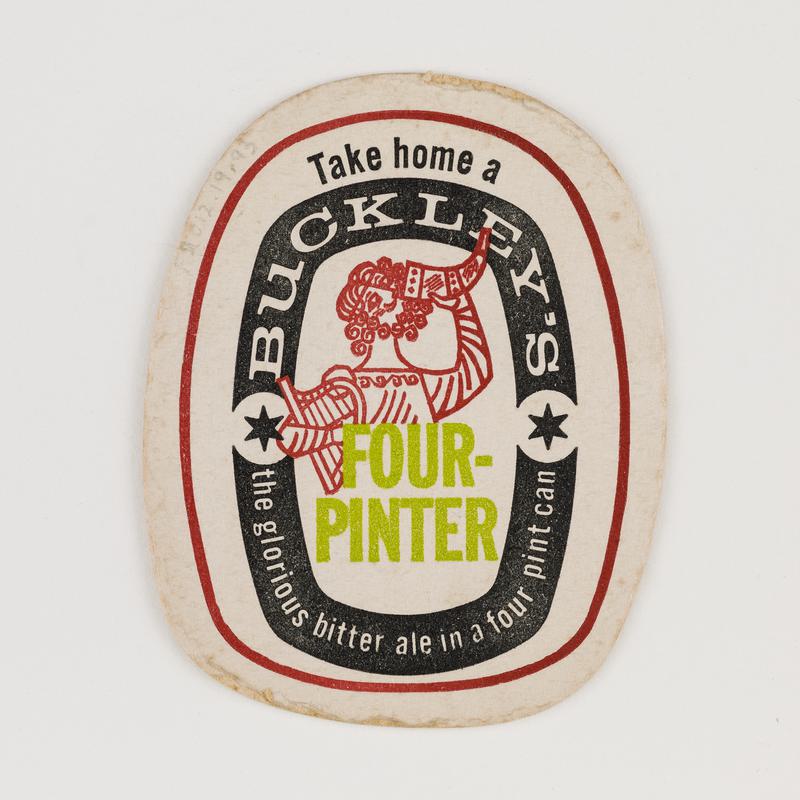 Take home a
BUCKLEY'S
FOUR-
PINTER
the glorious bitter ale in a four pint can